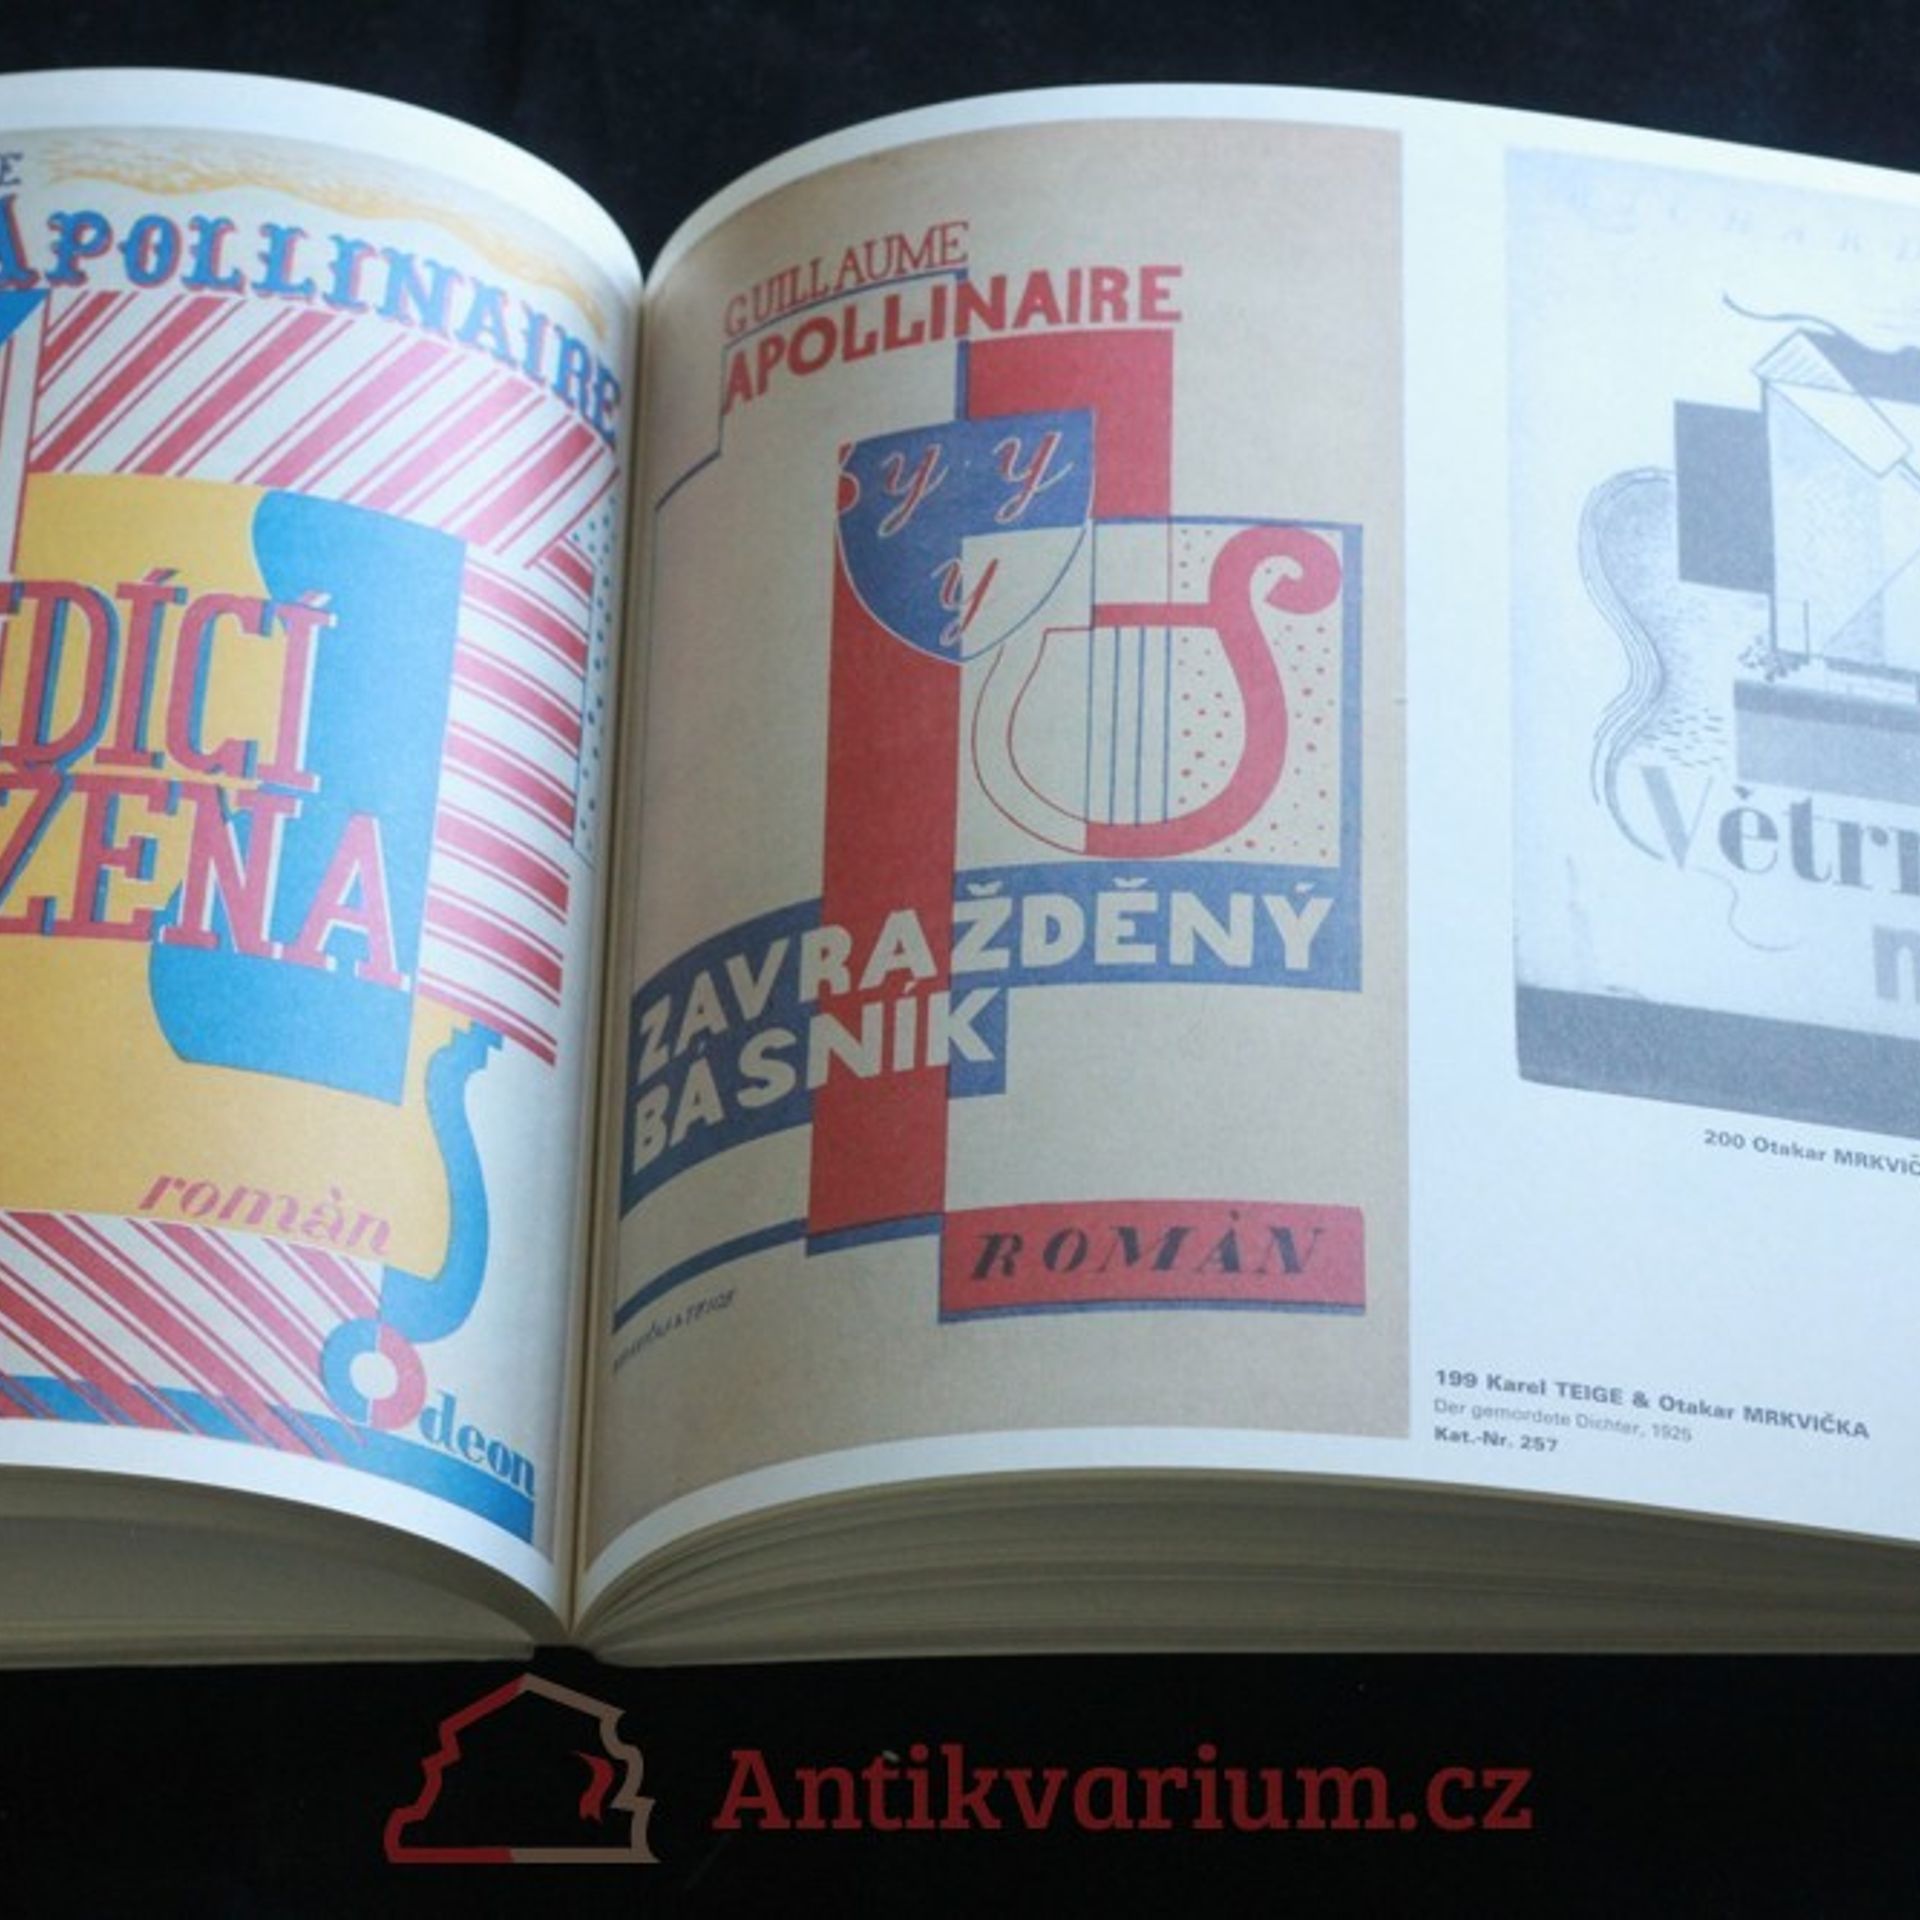 E
APOLLINAIRE
DÍCÍ
ŽENA
román
Odeon
GUILLAUME
APOLLINAIRE
y y
y
ZAVRAŽDĚNÝ
BÁSNÍK
ROMÁN
199 Karel TEIGE & Otakar MRKVIČKA
Der gemordete Dichter, 1925
Kat.-Nr. 257
Větrn
200 Otakar MRKVIČ
Antikvarium.cz